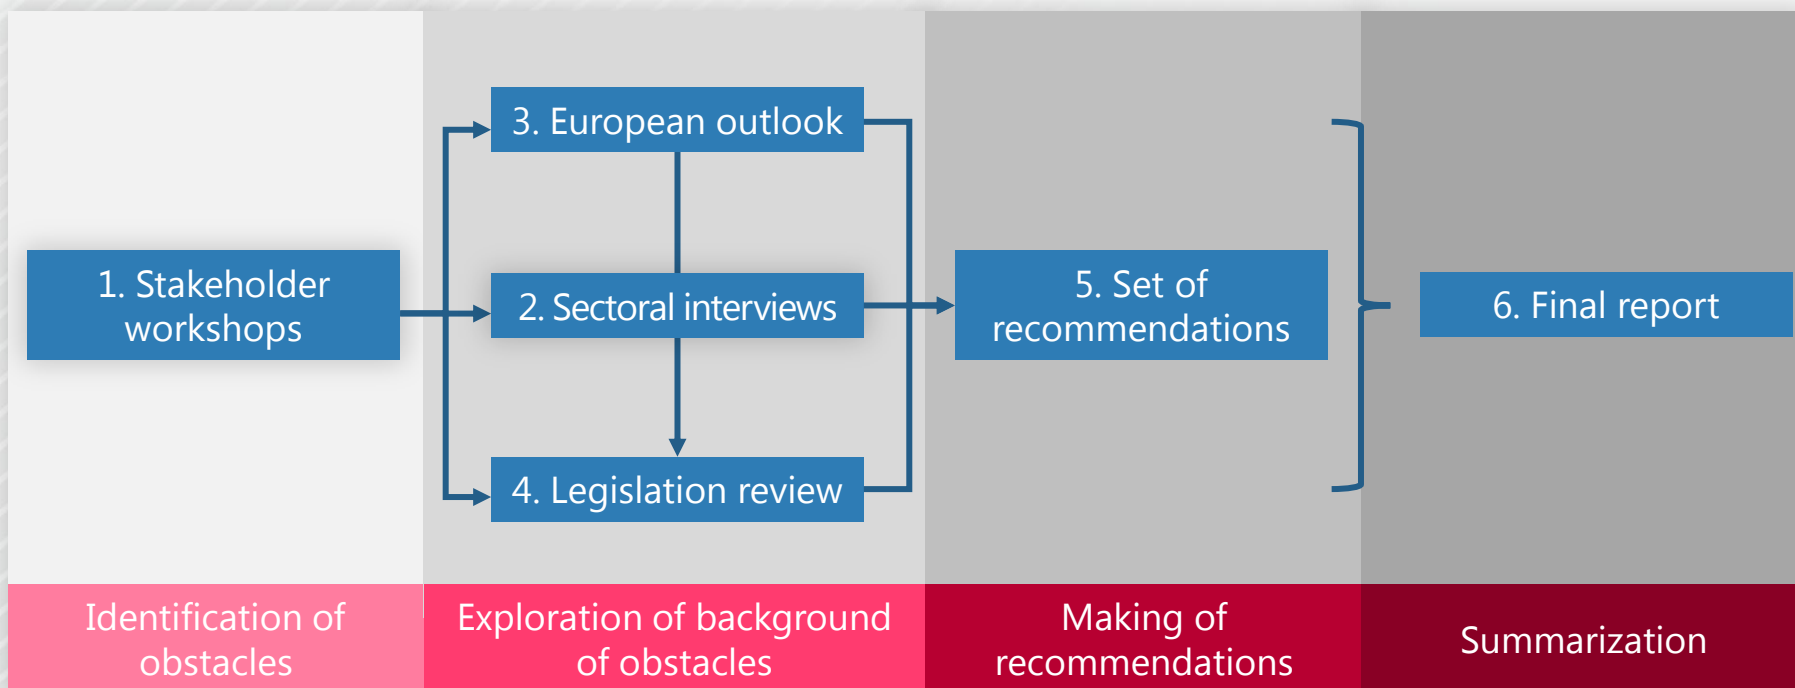 3. European outlook
1. Stakeholder
workshops
2. Sectoral interviews
5. Set of
recommendations
6. Final report
4. Legislation review
Identification of
obstacles
Exploration of background
of obstacles
Making of
recommendations
Summarization